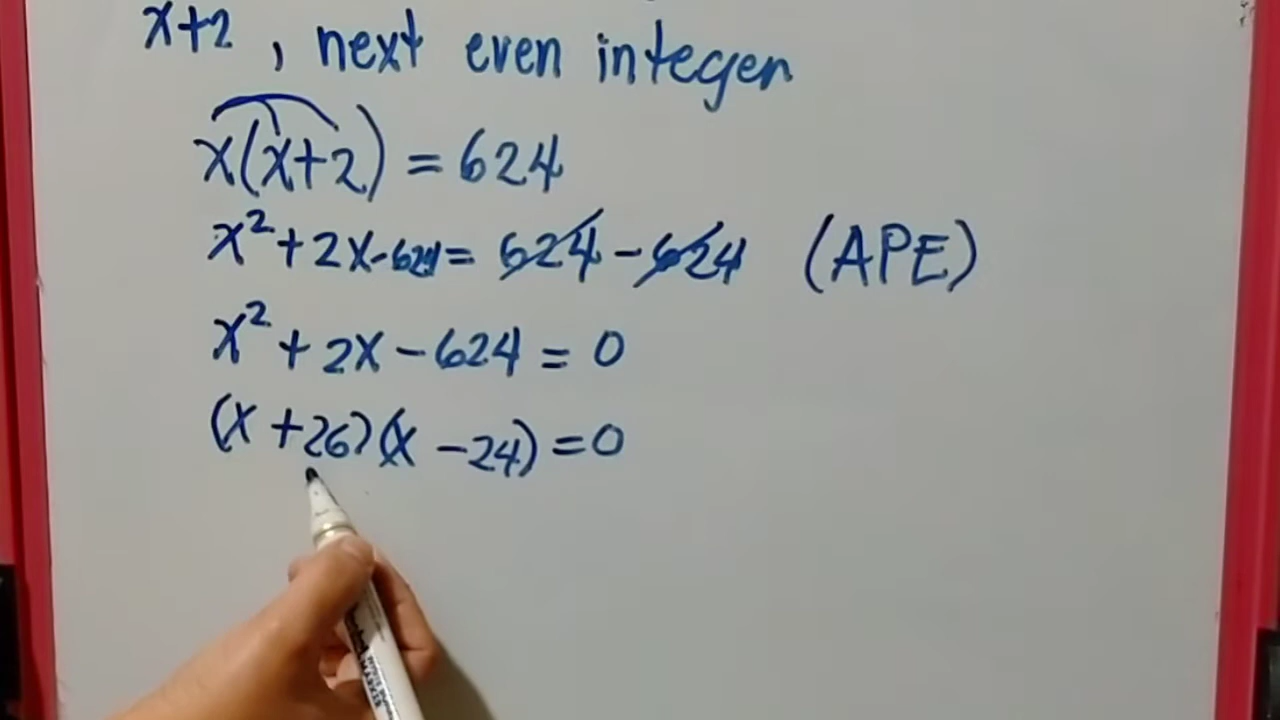 x+2, next even integer
x(x+2) = 624
x²+2x-624= 624-624 (APE)
x²+2x-624=0
(x+26)(x-24)=0